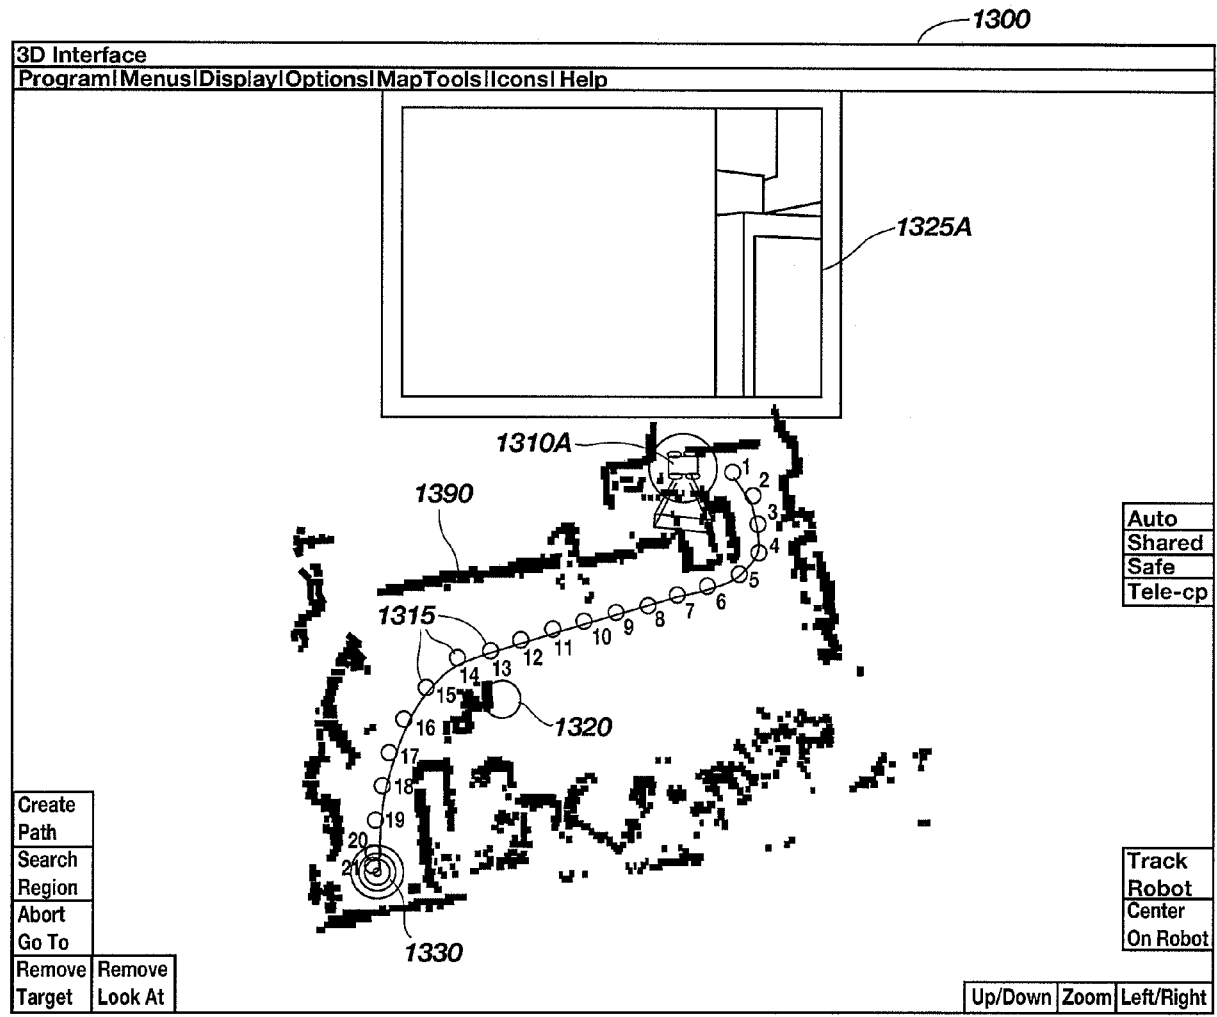 1300
3D Interface
Program|Menus|Display|Options|MapTools|Icons|Help
1325A
1310A
1
2
1390
3
Auto
4
Shared
5
Safe
6
Tele-cp
7
8
1315
9
10
11
12
13
14
15
16
1320
17
18
Create
Path
19
20
Search
Region
21
Track
Robot
Abort
Go To
Center
On Robot
1330
Remove
Target
Remove
Look At
Up/Down
Zoom
Left/Right